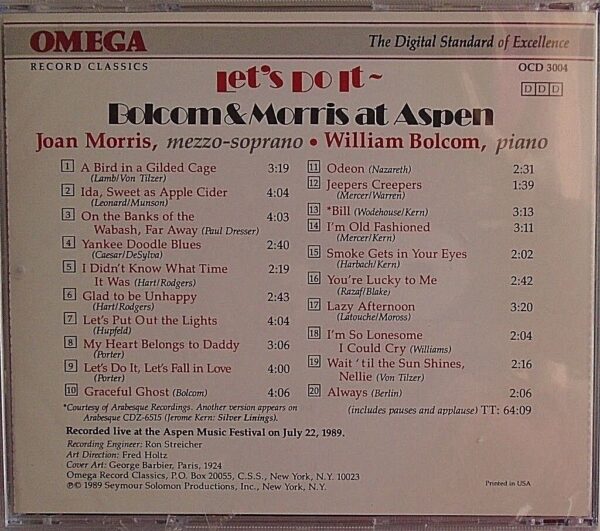 OMEGA
RECORD CLASSICS
The Digital Standard of Excellence
OCD 3004
D D D
Let's Do It~
Bolcom & Morris at Aspen
Joan Morris, mezzo-soprano • William Bolcom, piano
1 A Bird in a Gilded Cage 3:19
(Lamb/Von Tilzer)
2 Ida, Sweet as Apple Cider 4:04
(Leonard/Munson)
3 On the Banks of the 4:03
Wabash, Far Away (Paul Dresser)
4 Yankee Doodle Blues 2:40
(Caesar/DeSylva)
5 I Didn't Know What Time 2:19
It Was (Hart/Rodgers)
6 Glad to be Unhappy 2:43
(Hart/Rodgers)
7 Let's Put Out the Lights 4:04
(Hupfeld)
8 My Heart Belongs to Daddy 3:06
(Porter)
9 Let's Do It, Let's Fall in Love 4:00
(Porter)
10 Graceful Ghost (Bolcom) 4:06
11 Odeon (Nazareth) 2:31
12 Jeepers Creepers 1:39
(Mercer/Warren)
13 *Bill (Wodehouse/Kern) 3:13
14 I'm Old Fashioned 3:11
(Mercer/Kern)
15 Smoke Gets in Your Eyes 2:02
(Harbach/Kern)
16 You're Lucky to Me 2:42
(Razaf/Blake)
17 Lazy Afternoon 3:20
(Latouche/Moross)
18 I'm So Lonesome 2:04
I Could Cry (Williams)
19 Wait 'til the Sun Shines, 2:16
Nellie (Von Tilzer)
20 Always (Berlin) 2:06
(includes pauses and applause) TT: 64:09
*Courtesy of Arabesque Recordings. Another version appears on
Arabesque CDZ-6515 (Jerome Kern: Silver Linings).
Recorded live at the Aspen Music Festival on July 22, 1989.
Recording Engineer: Ron Streicher
Art Direction: Fred Holtz
Cover Art: George Barbier, Paris, 1924
Omega Record Classics, P.O. Box 20055, C.S.S., New York, N.Y. 10023
℗© 1989 Seymour Solomon Productions, Inc., New York, N.Y.
Printed in USA